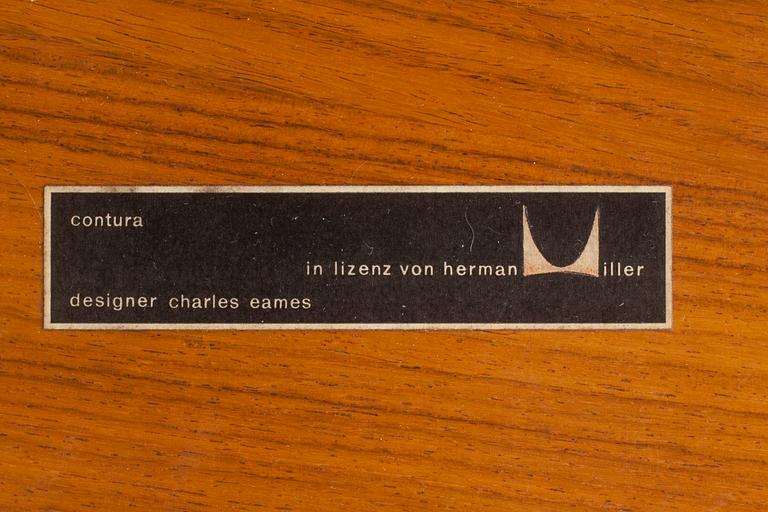 contura
in lizenz von herman miller
designer charles eames